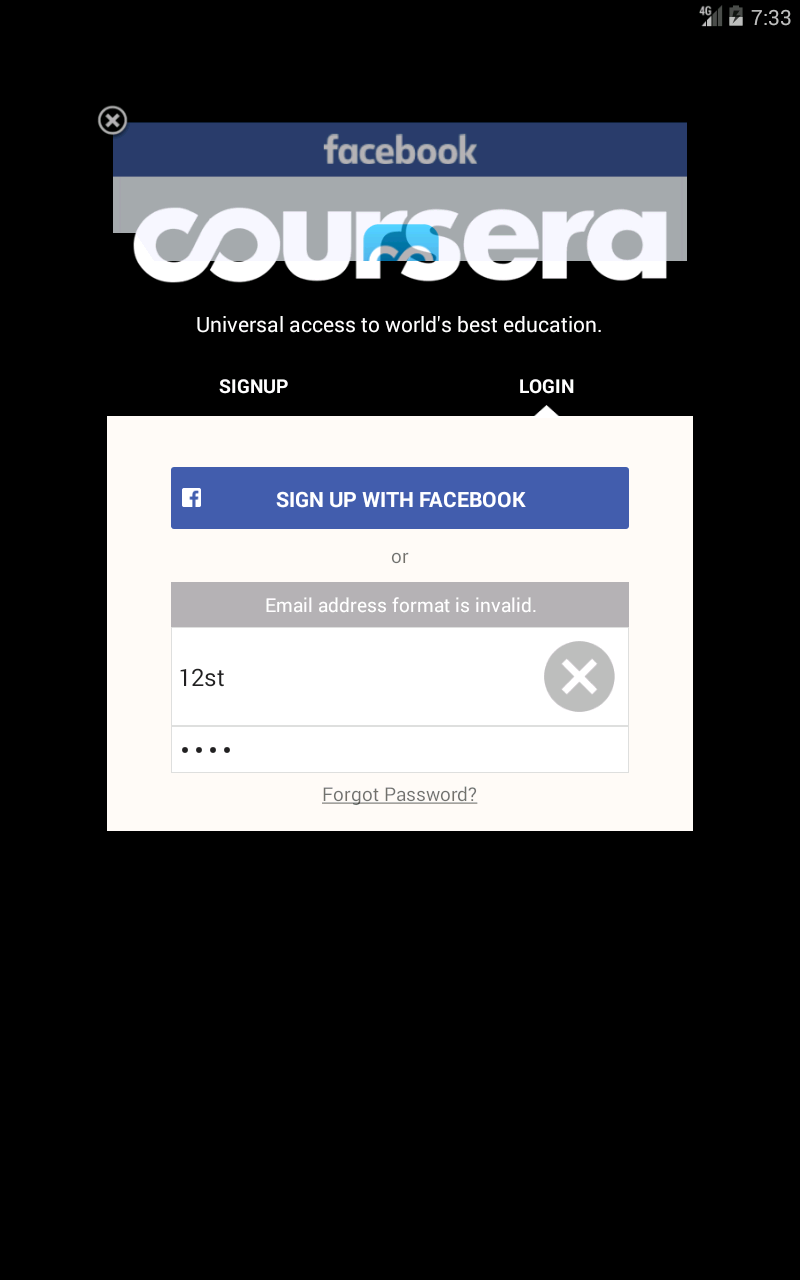 4G 7:33
facebook
coursera
Universal access to world's best education.
SIGNUP LOGIN
SIGN UP WITH FACEBOOK
or
Email address format is invalid.
12st
••••
Forgot Password?